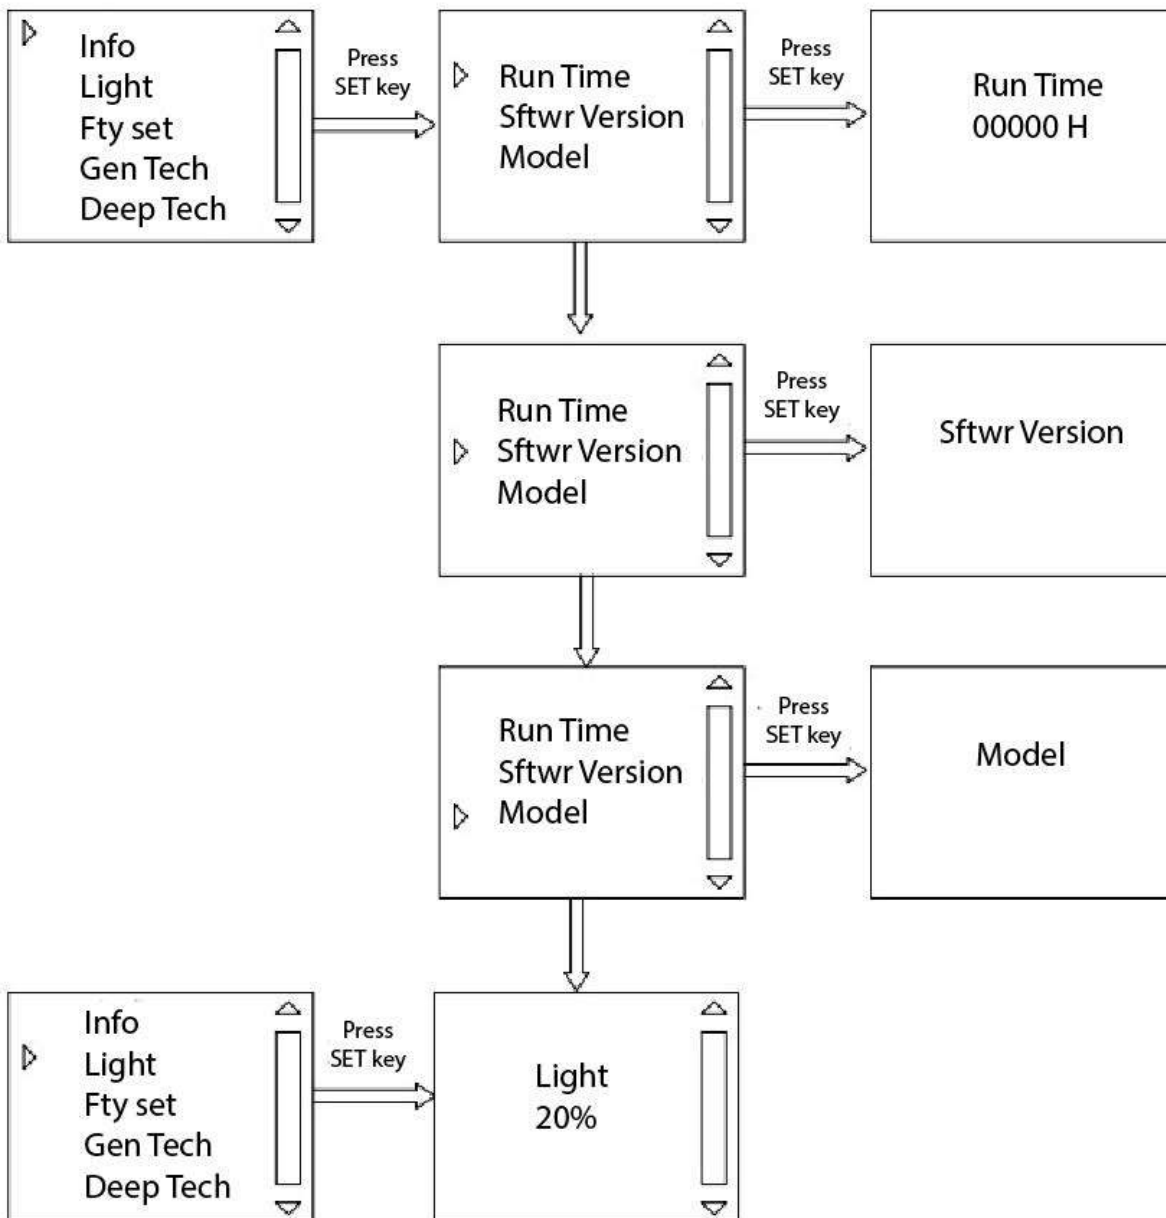 Info
Light
Fty set
Gen Tech
Deep Tech
Press
SET key
Run Time
Sftwr Version
Model
Press
SET key
Run Time
00000 H
Run Time
Sftwr Version
Model
Press
SET key
Sftwr Version
Run Time
Sftwr Version
Model
Press
SET key
Model
Info
Light
Fty set
Gen Tech
Deep Tech
Press
SET key
Light
20%